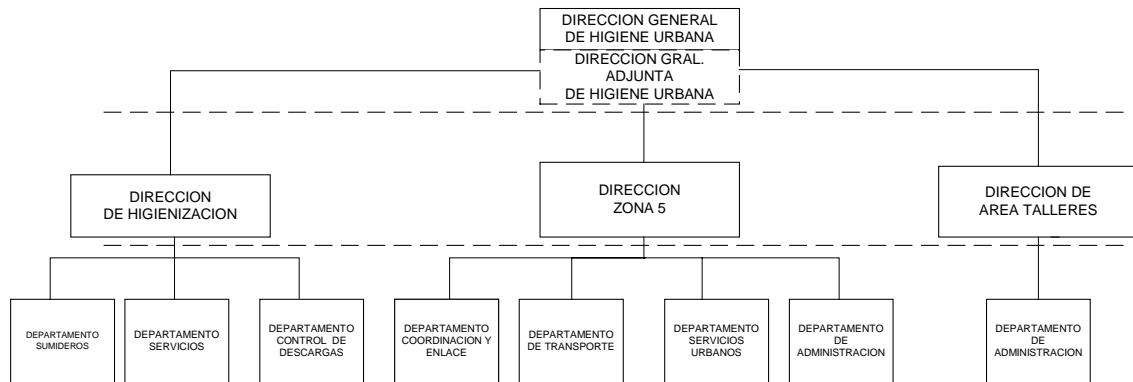 DIRECCION GENERAL
DE HIGIENE URBANA
DIRECCION GRAL.
ADJUNTA
DE HIGIENE URBANA
DIRECCION
DE HIGIENIZACION
DIRECCION
ZONA 5
DIRECCION DE
AREA TALLERES
DEPARTAMENTO
SUMIDEROS
DEPARTAMENTO
SERVICIOS
DEPARTAMENTO
CONTROL DE
DESCARGAS
DEPARTAMENTO
COORDINACION Y
ENLACE
DEPARTAMENTO
DE TRANSPORTE
DEPARTAMENTO
SERVICIOS
URBANOS
DEPARTAMENTO
DE
ADMINISTRACION
DEPARTAMENTO
DE
ADMINISTRACION